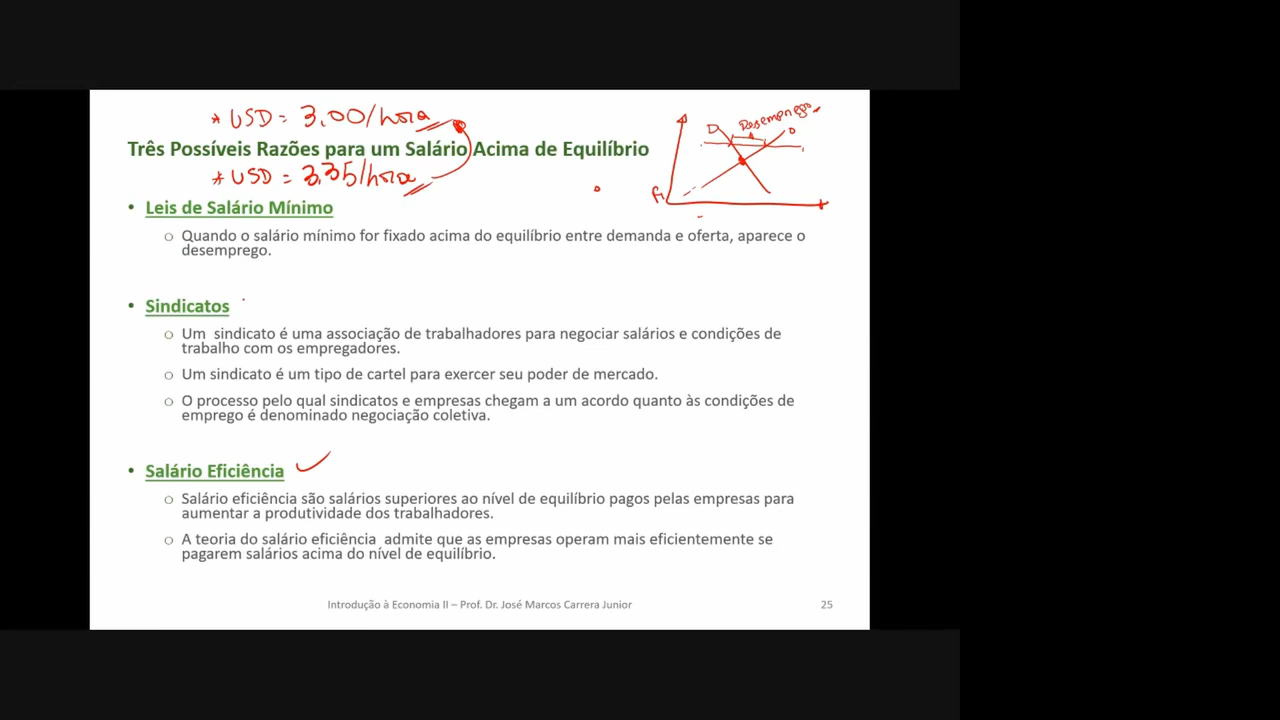 * USD = 3,00/hora
Três Possíveis Razões para um Salário Acima de Equilíbrio
* USD = 3,35/hora
D Desemprego
O
• Leis de Salário Mínimo
○ Quando o salário mínimo for fixado acima do equilíbrio entre demanda e oferta, aparece o
desemprego.
• Sindicatos
○ Um sindicato é uma associação de trabalhadores para negociar salários e condições de
trabalho com os empregadores.
○ Um sindicato é um tipo de cartel para exercer seu poder de mercado.
○ O processo pelo qual sindicatos e empresas chegam a um acordo quanto às condições de
emprego é denominado negociação coletiva.
• Salário Eficiência
○ Salário eficiência são salários superiores ao nível de equilíbrio pagos pelas empresas para
aumentar a produtividade dos trabalhadores.
○ A teoria do salário eficiência admite que as empresas operam mais eficientemente se
pagarem salários acima do nível de equilíbrio.
Introdução à Economia II – Prof. Dr. José Marcos Carrera Junior
25